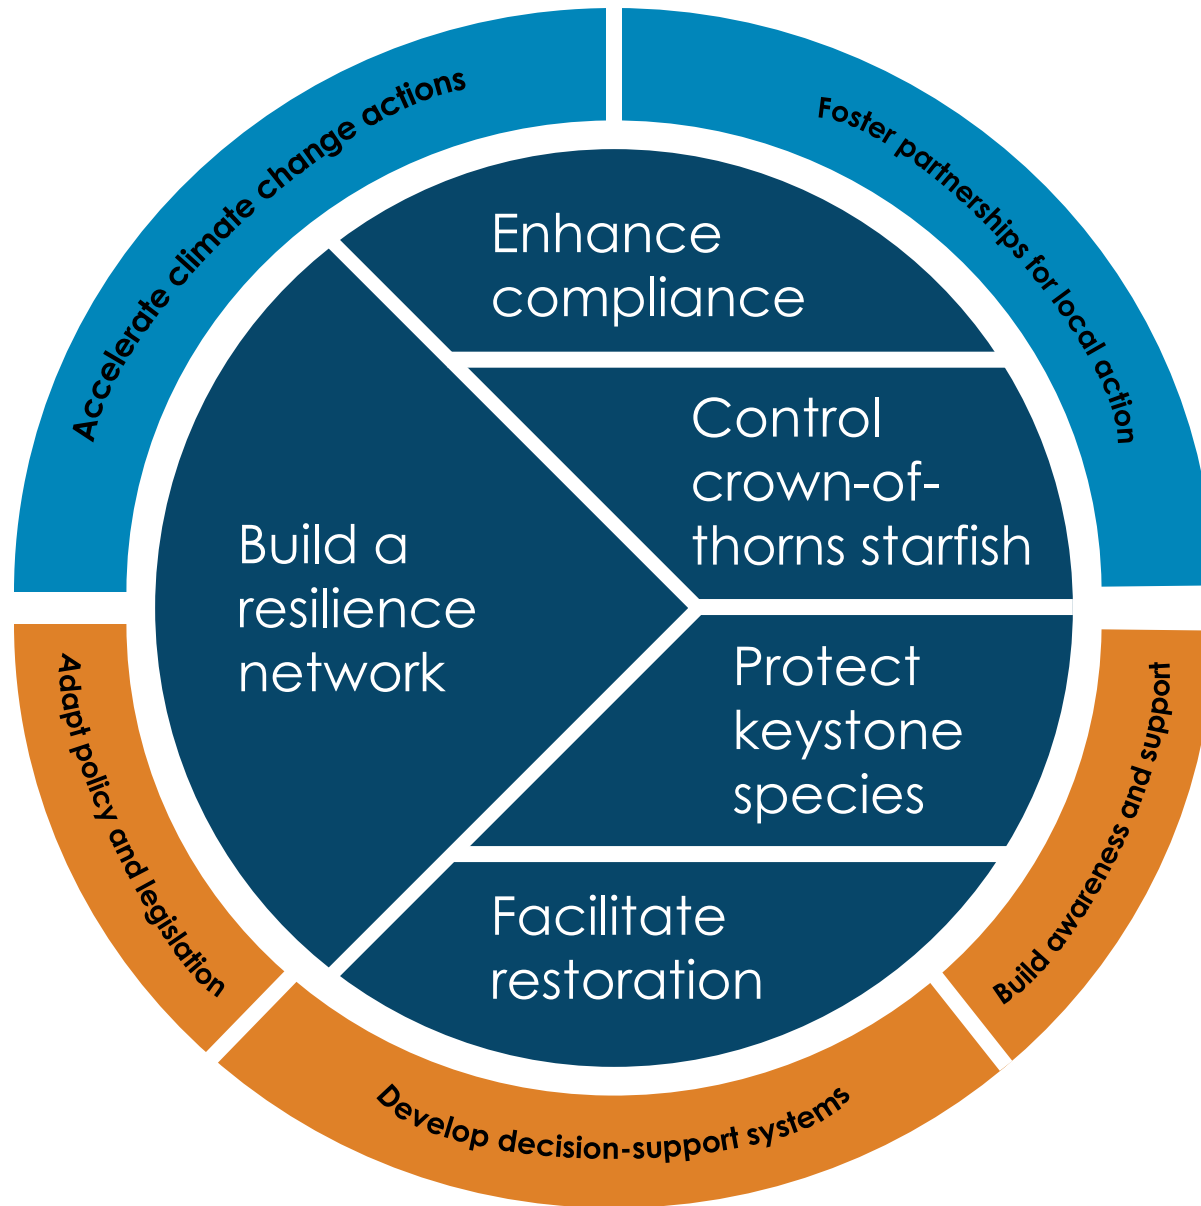 Accelerate climate change actions
Foster partnerships for local action
Enhance
compliance
Control
crown-of-
thorns starfish
Build a
resilience
network
Protect
keystone
species
Facilitate
restoration
Adapt policy and legislation
Develop decision-support systems
Build awareness and support